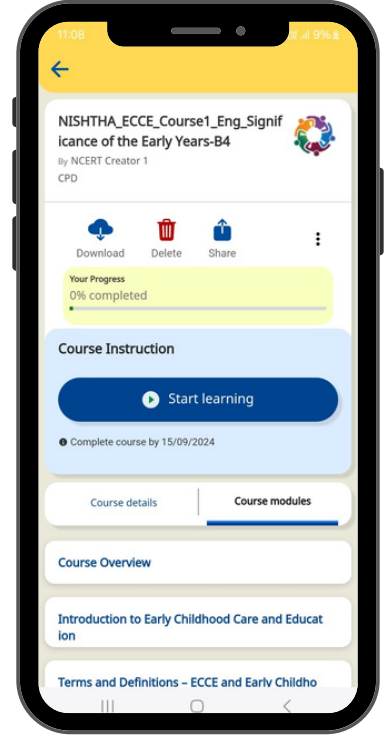 11:08
9%
NISHTHA_ECCE_Course1_Eng_Signif
icance of the Early Years-B4
By NCERT Creator 1
CPD
Download Delete Share
Your Progress
0% completed
Course Instruction
Start learning
Complete course by 15/09/2024
Course details Course modules
Course Overview
Introduction to Early Childhood Care and Educat
ion
Terms and Definitions – ECCE and Early Childho